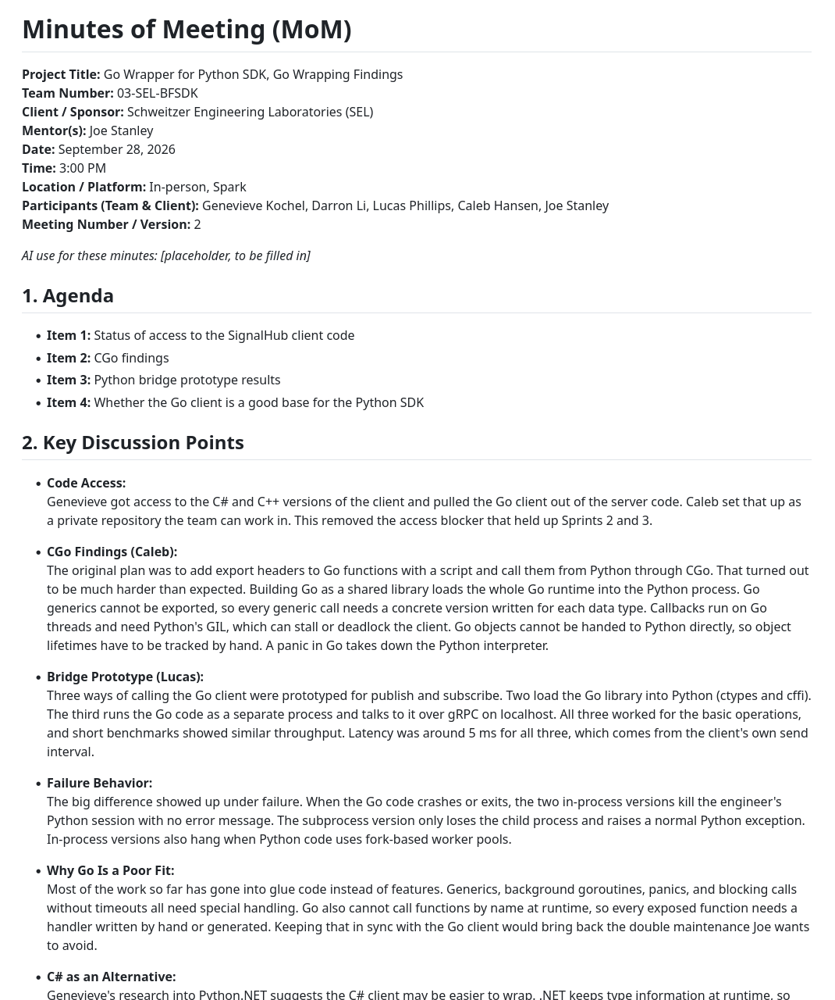 Minutes of Meeting (MoM)
Project Title: Go Wrapper for Python SDK, Go Wrapping Findings
Team Number: 03-SEL-BFSDK
Client / Sponsor: Schweitzer Engineering Laboratories (SEL)
Mentor(s): Joe Stanley
Date: September 28, 2026
Time: 3:00 PM
Location / Platform: In-person, Spark
Participants (Team & Client): Genevieve Kochel, Darron Li, Lucas Phillips, Caleb Hansen, Joe Stanley
Meeting Number / Version: 2
AI use for these minutes: [placeholder, to be filled in]
1. Agenda
• Item 1: Status of access to the SignalHub client code
• Item 2: CGo findings
• Item 3: Python bridge prototype results
• Item 4: Whether the Go client is a good base for the Python SDK
2. Key Discussion Points
• Code Access:
Genevieve got access to the C# and C++ versions of the client and pulled the Go client out of the server code. Caleb set that up as
a private repository the team can work in. This removed the access blocker that held up Sprints 2 and 3.
• CGo Findings (Caleb):
The original plan was to add export headers to Go functions with a script and call them from Python through CGo. That turned out
to be much harder than expected. Building Go as a shared library loads the whole Go runtime into the Python process. Go
generics cannot be exported, so every generic call needs a concrete version written for each data type. Callbacks run on Go
threads and need Python's GIL, which can stall or deadlock the client. Go objects cannot be handed to Python directly, so object
lifetimes have to be tracked by hand. A panic in Go takes down the Python interpreter.
• Bridge Prototype (Lucas):
Three ways of calling the Go client were prototyped for publish and subscribe. Two load the Go library into Python (ctypes and cffi).
The third runs the Go code as a separate process and talks to it over gRPC on localhost. All three worked for the basic operations,
and short benchmarks showed similar throughput. Latency was around 5 ms for all three, which comes from the client's own send
interval.
• Failure Behavior:
The big difference showed up under failure. When the Go code crashes or exits, the two in-process versions kill the engineer's
Python session with no error message. The subprocess version only loses the child process and raises a normal Python exception.
In-process versions also hang when Python code uses fork-based worker pools.
• Why Go Is a Poor Fit:
Most of the work so far has gone into glue code instead of features. Generics, background goroutines, panics, and blocking calls
without timeouts all need special handling. Go also cannot call functions by name at runtime, so every exposed function needs a
handler written by hand or generated. Keeping that in sync with the Go client would bring back the double maintenance Joe wants
to avoid.
• C# as an Alternative:
Genevieve's research into Python.NET suggests the C# client may be easier to wrap. .NET keeps type information at runtime, so